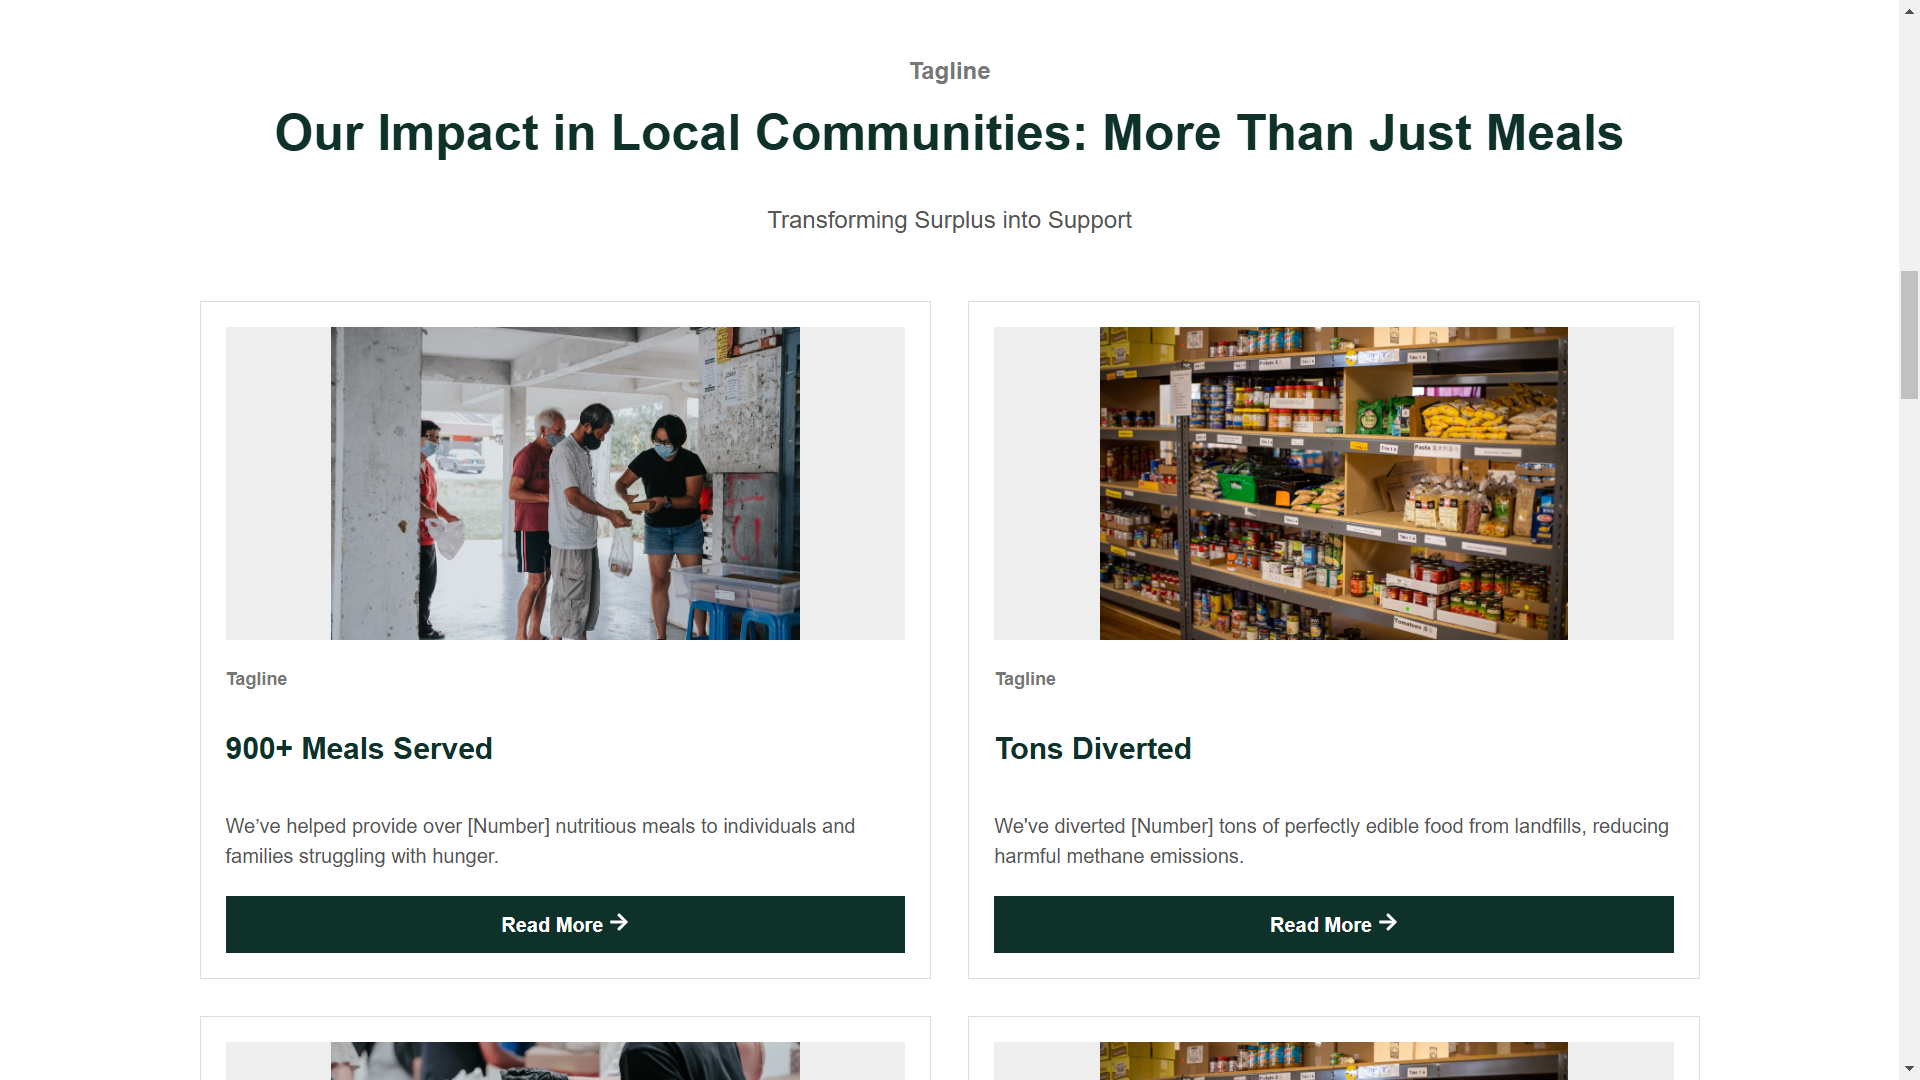 Tagline
Our Impact in Local Communities: More Than Just Meals
Transforming Surplus into Support
Tagline
900+ Meals Served
We’ve helped provide over [Number] nutritious meals to individuals and
families struggling with hunger.
Read More
Tagline
Tons Diverted
We've diverted [Number] tons of perfectly edible food from landfills, reducing
harmful methane emissions.
Read More